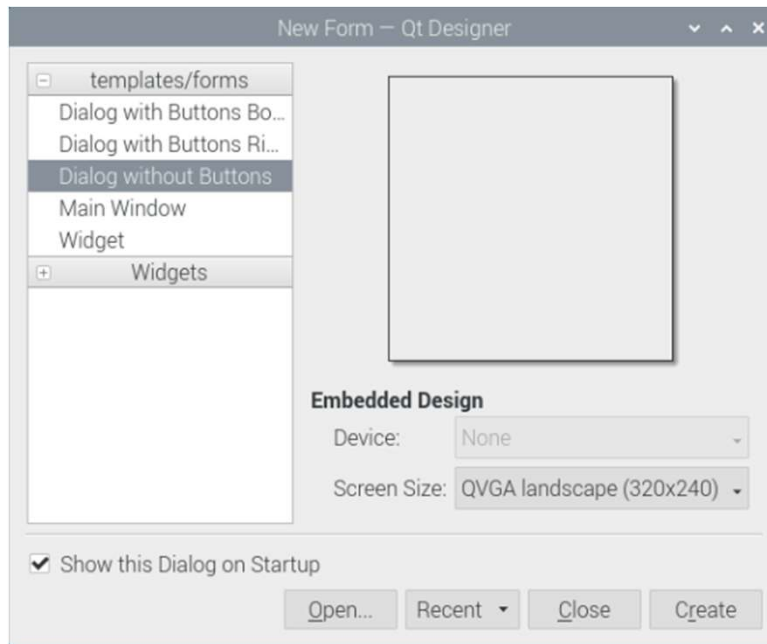 New Form — Qt Designer
templates/forms
Dialog with Buttons Bo...
Dialog with Buttons Ri...
Dialog without Buttons
Main Window
Widget
Widgets
Embedded Design
Device: None
Screen Size: QVGA landscape (320x240)
Show this Dialog on Startup
Open... Recent Close Create